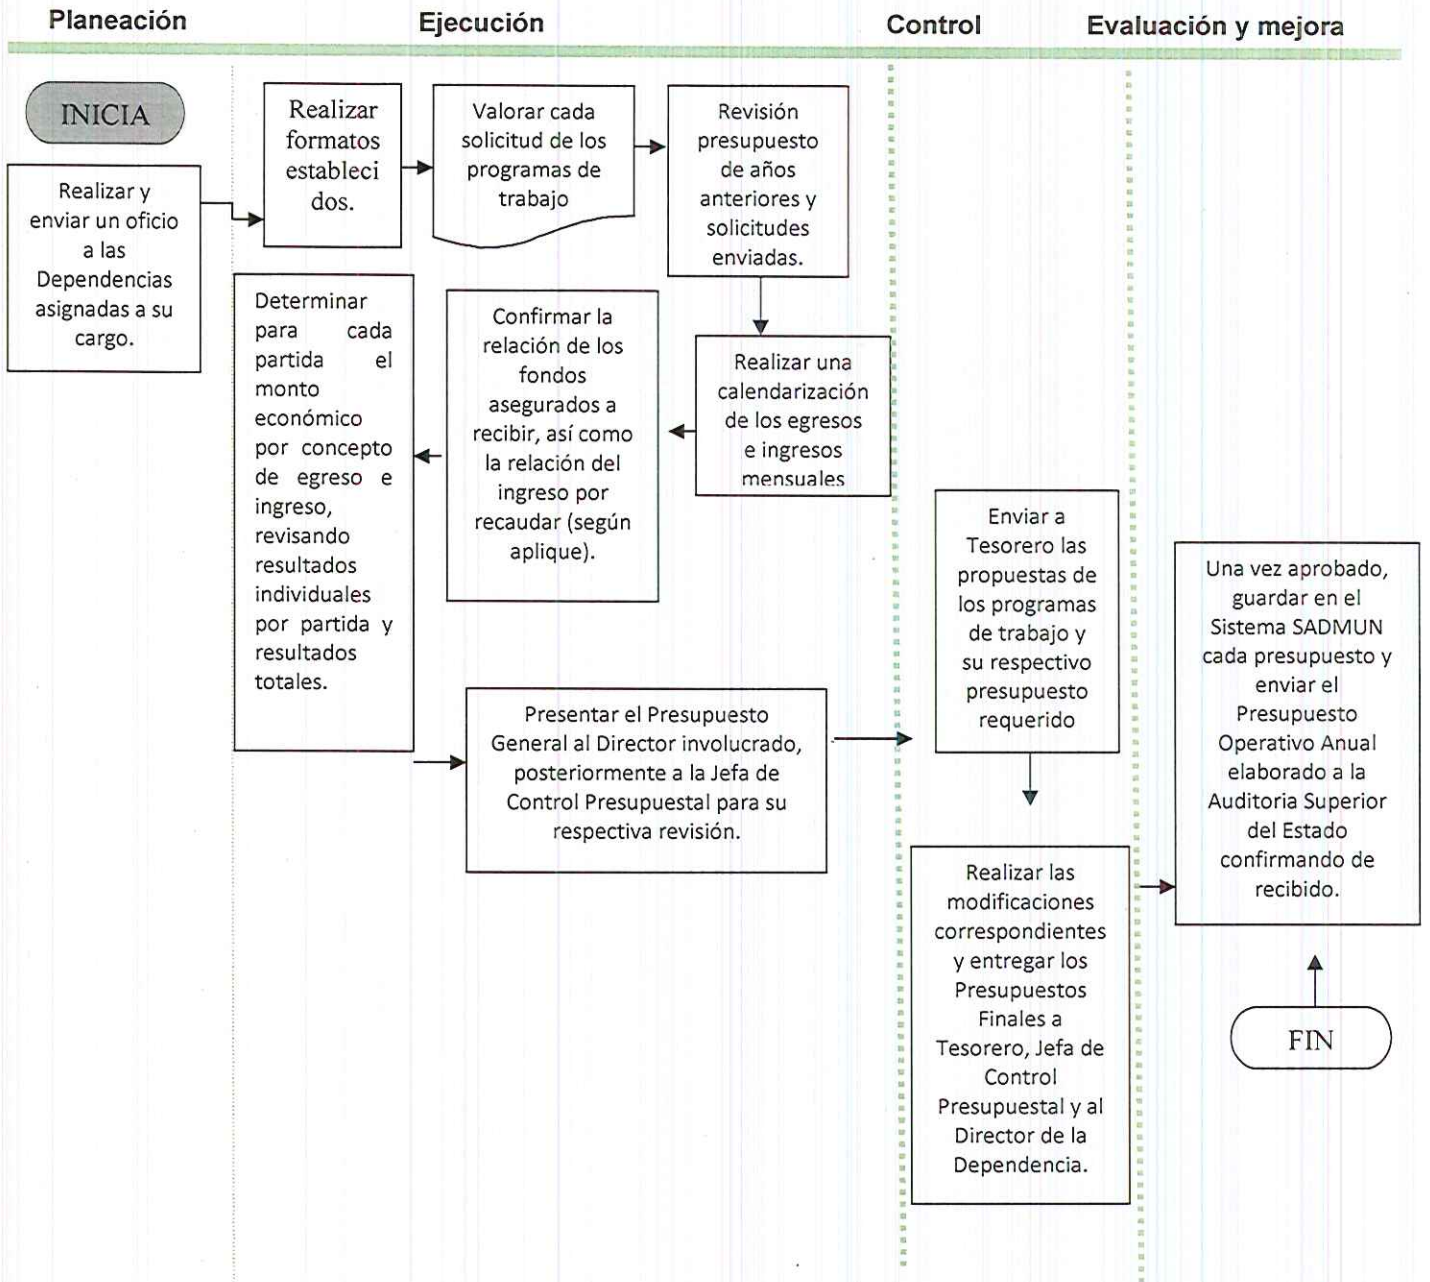 Planeación
Ejecución
Control
Evaluación y mejora
INICIA
Realizar y
enviar un oficio
a las
Dependencias
asignadas a su
cargo.
Realizar
formatos
estableci
dos.
Valorar cada
solicitud de los
programas de
trabajo
Revisión
presupuesto
de años
anteriores y
solicitudes
enviadas.
Realizar una
calendarización
de los egresos
e ingresos
mensuales
Confirmar la
relación de los
fondos
asegurados a
recibir, así como
la relación del
ingreso por
recaudar (según
aplique).
Determinar
para cada
partida el
monto
económico
por concepto
de egreso e
ingreso,
revisando
resultados
individuales
por partida y
resultados
totales.
Presentar el Presupuesto
General al Director involucrado,
posteriormente a la Jefa de
Control Presupuestal para su
respectiva revisión.
Enviar a
Tesorero las
propuestas de
los programas
de trabajo y
su respectivo
presupuesto
requerido
Realizar las
modificaciones
correspondientes
y entregar los
Presupuestos
Finales a
Tesorero, Jefa de
Control
Presupuestal y al
Director de la
Dependencia.
Una vez aprobado,
guardar en el
Sistema SADMUN
cada presupuesto y
enviar el
Presupuesto
Operativo Anual
elaborado a la
Auditoria Superior
del Estado
confirmando de
recibido.
FIN